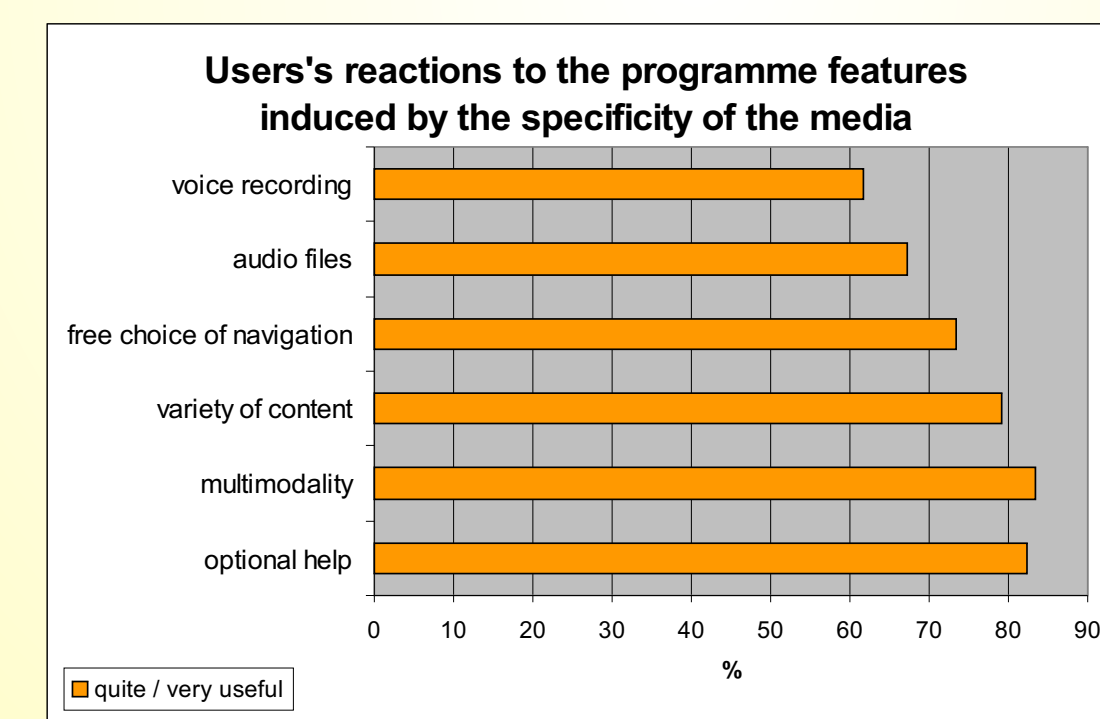 Users's reactions to the programme features
induced by the specificity of the media
voice recording
audio files
free choice of navigation
variety of content
multimodality
optional help
0 10 20 30 40 50 60 70 80 90
%
quite / very useful